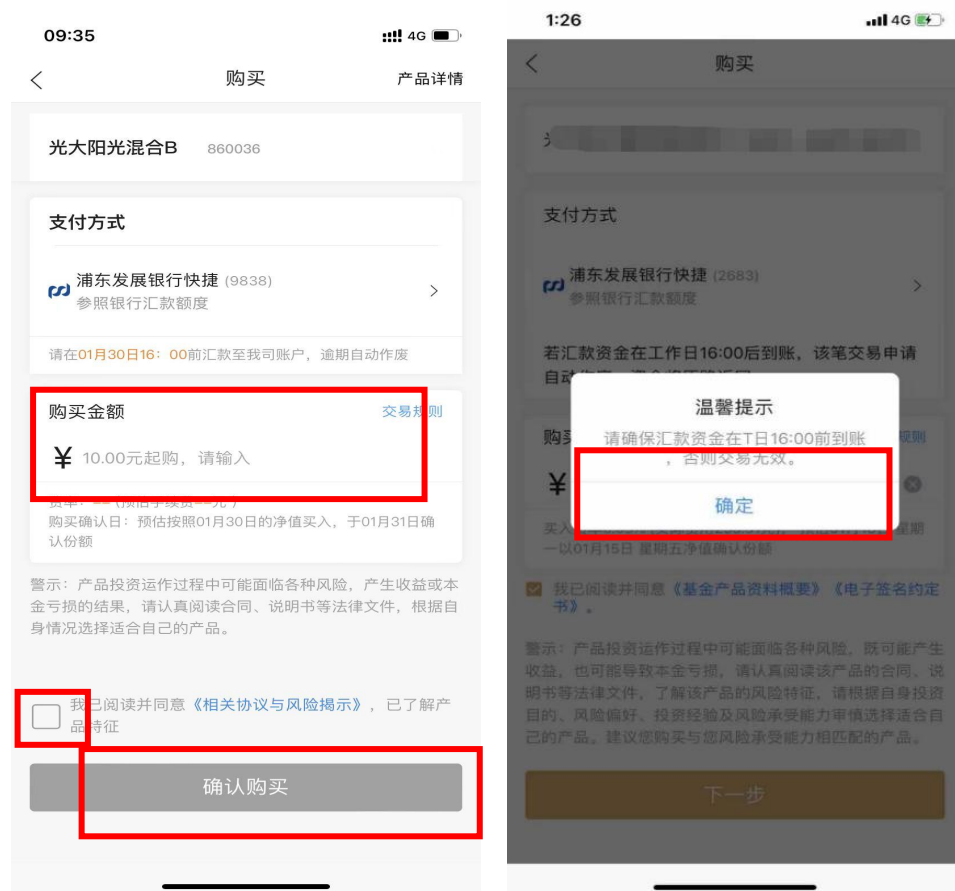 09:35
4G
购买
产品详情
光大阳光混合B 860036
支付方式
浦东发展银行快捷 (9838)
参照银行汇款额度
请在01月30日16：00前汇款至我司账户，逾期自动作废
购买金额
交易规则
¥ 10.00元起购，请输入
购买确认日：预估按照01月30日的净值买入，于01月31日确
认份额
警示：产品投资运作过程中可能面临各种风险，产生收益或本
金亏损的结果，请认真阅读合同、说明书等法律文件，根据自
身情况选择适合自己的产品。
我已阅读并同意《相关协议与风险揭示》，已了解产
品特征
确认购买
1:26
4G
购买
支付方式
浦东发展银行快捷 (2683)
参照银行汇款额度
若汇款资金在工作日16:00后到账，该笔交易申请
温馨提示
请确保汇款资金在T日16:00前到账
，否则交易无效。
确定
购
规则
¥
一以01月15日 星期五净值确认份额
我已阅读并同意《基金产品资料概要》《电子签名约定
书》。
警示：产品投资运作过程中可能面临各种风险，既可能产生
收益，也可能导致本金亏损，请认真阅读该产品的合同、说
明书等法律文件，了解该产品的风险特征，请根据自身投资
目的、风险偏好、投资经验及风险承受能力审慎选择适合自
己的产品。建议您购买与您风险承受能力相匹配的产品。
下一步